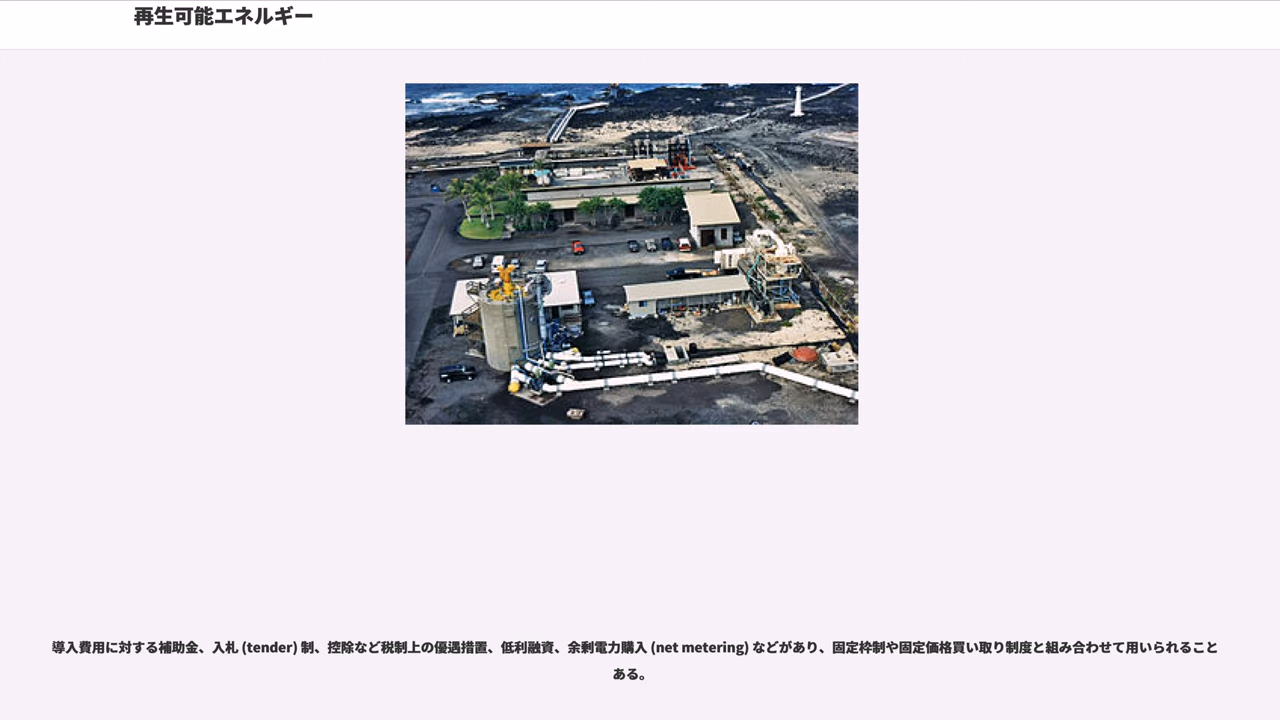 再生可能エネルギー
導入費用に対する補助金、入札 (tender) 制、控除など税制上の優遇措置、低利融資、余剰電力購入 (net metering) などがあり、固定枠制や固定価格買い取り制度と組み合わせて用いられること
ある。